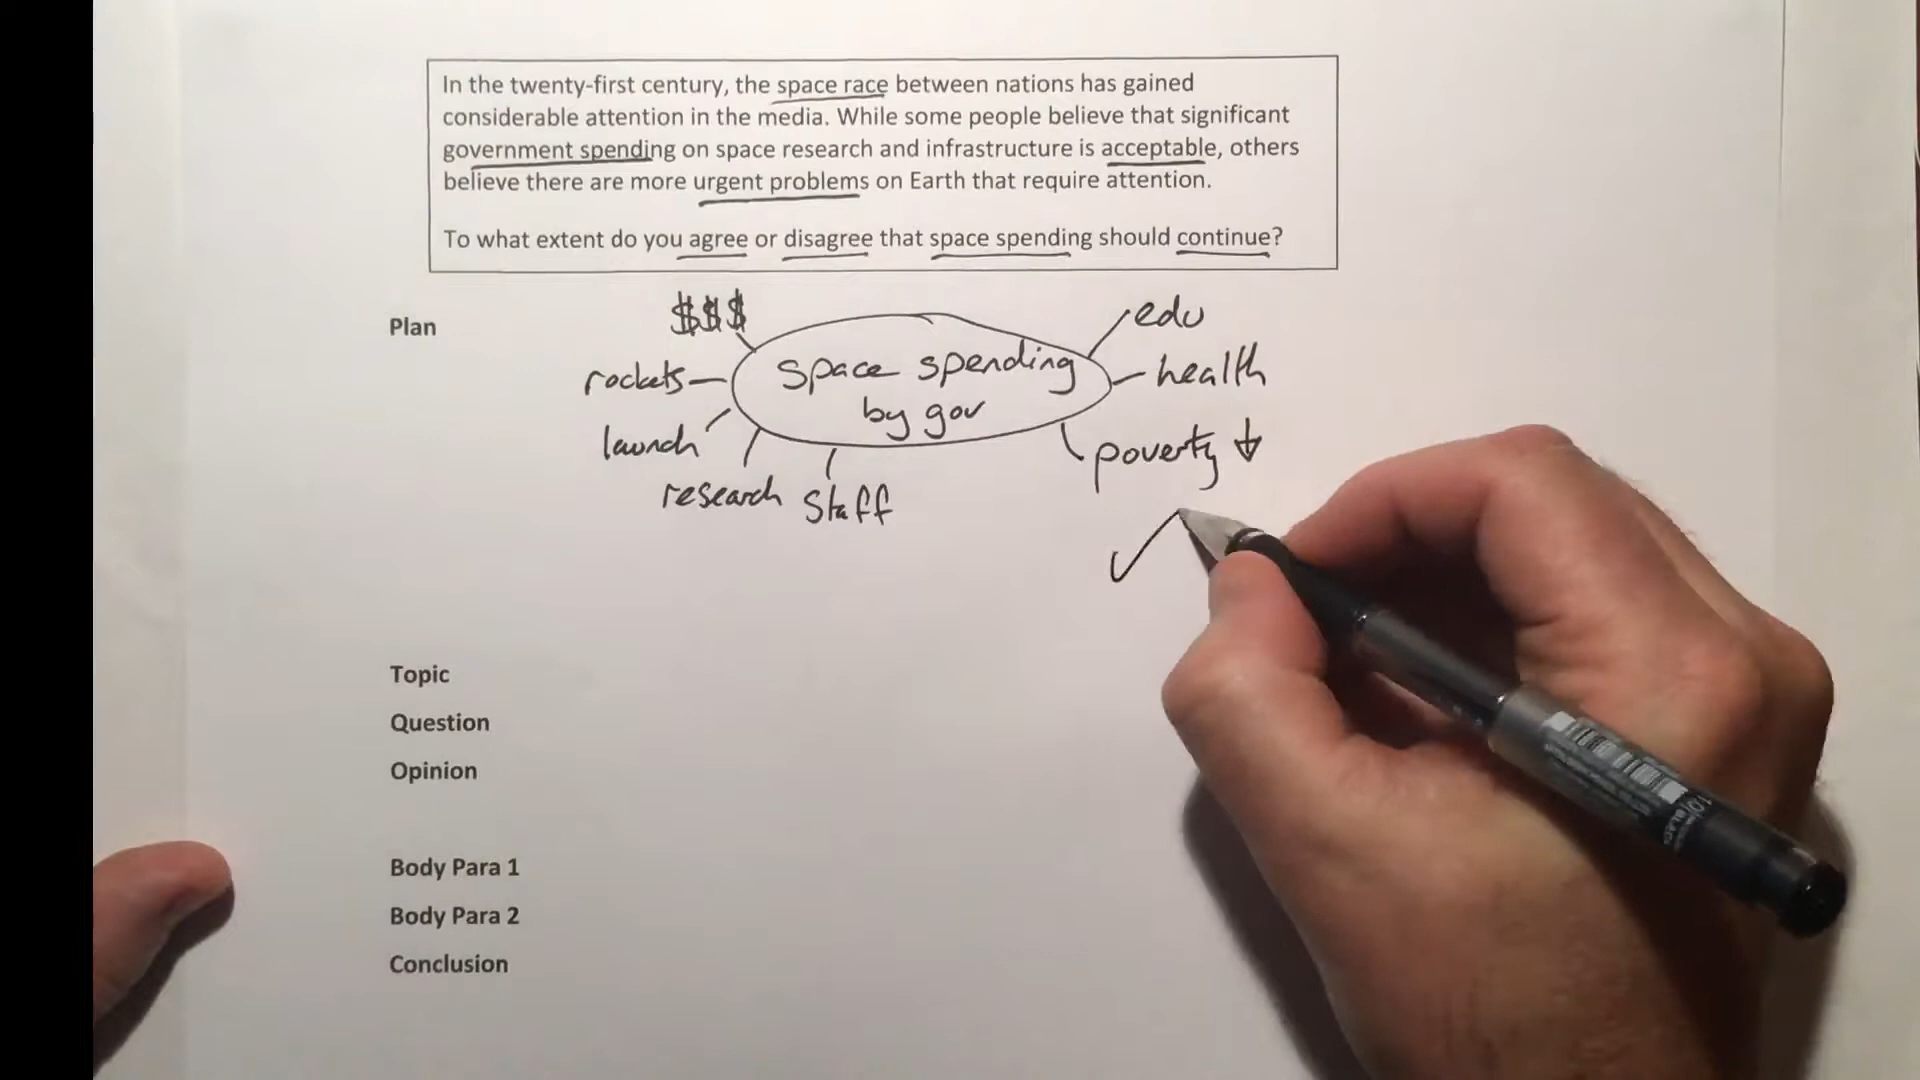 In the twenty-first century, the space race between nations has gained
considerable attention in the media. While some people believe that significant
government spending on space research and infrastructure is acceptable, others
believe there are more urgent problems on Earth that require attention.
To what extent do you agree or disagree that space spending should continue?
Plan
$$$
edu
rockets
space spending
by gov
health
launch
poverty ↓
research
Staff
Topic
Question
Opinion
Body Para 1
Body Para 2
Conclusion